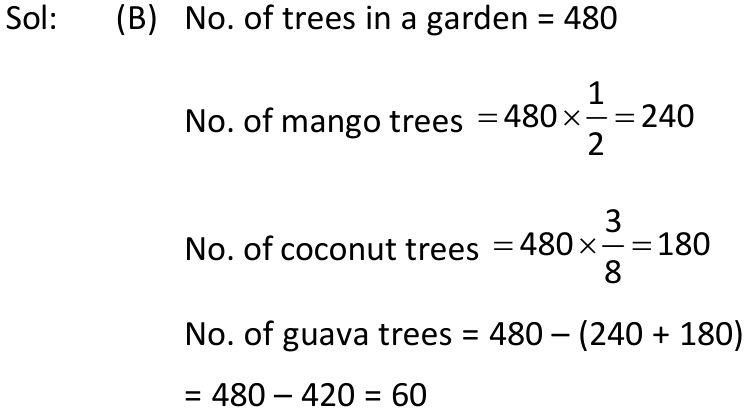 Sol: (B) No. of trees in a garden = 480
No. of mango trees = 480 × 1/2 = 240
No. of coconut trees = 480 × 3/8 = 180
No. of guava trees = 480 – (240 + 180)
= 480 – 420 = 60